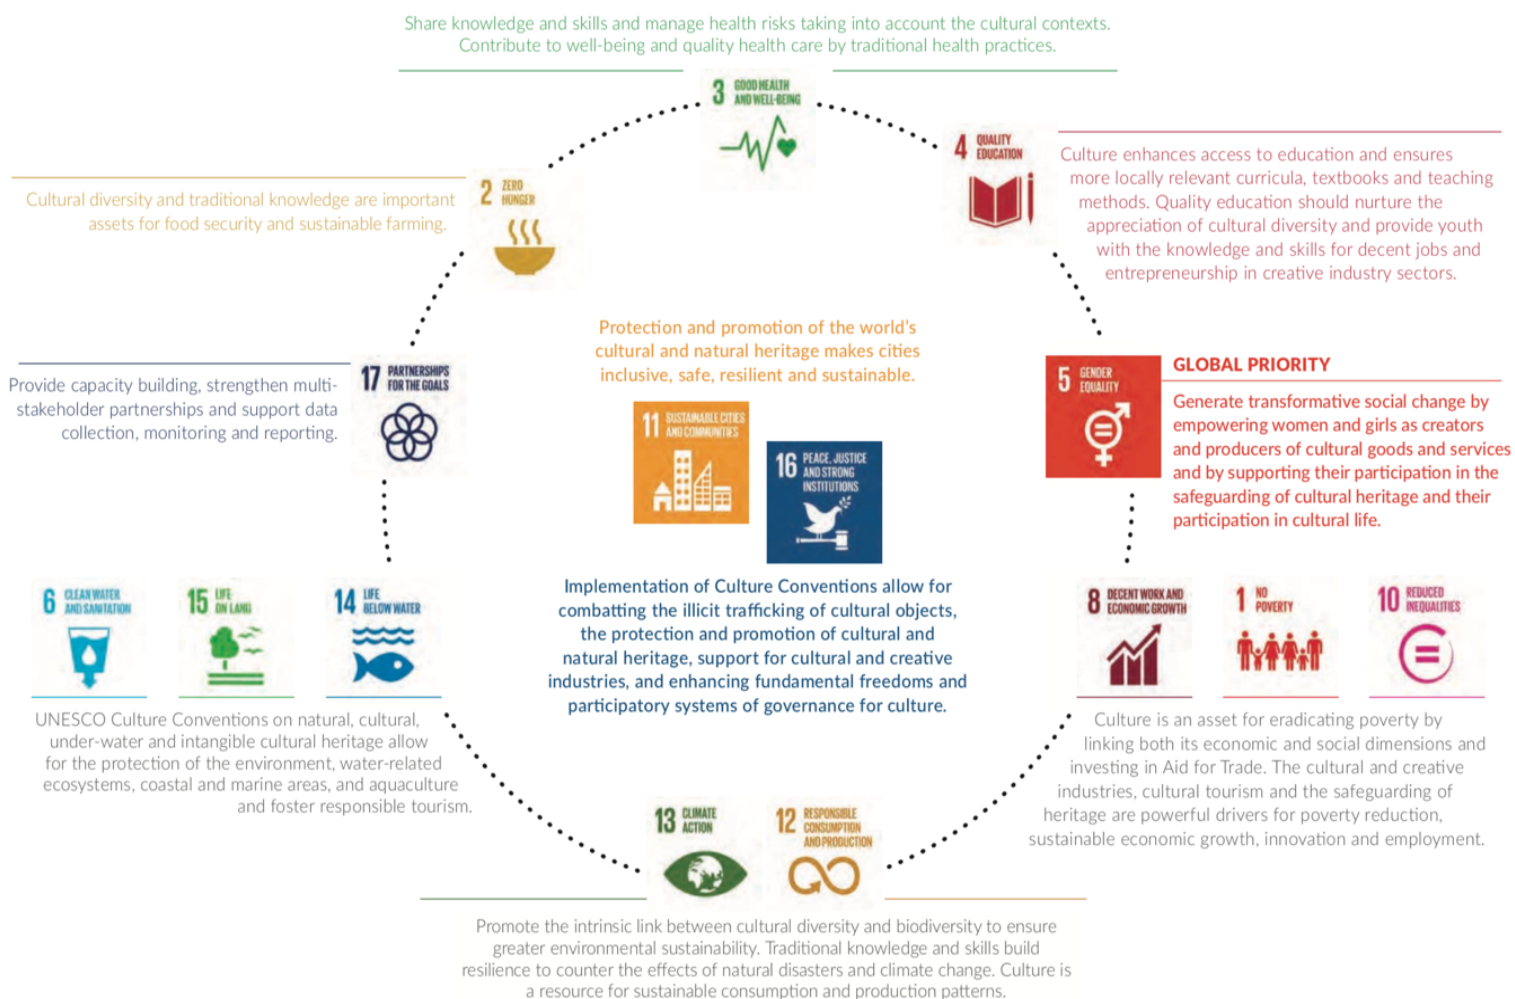 Share knowledge and skills and manage health risks taking into account the cultural contexts.
Contribute to well-being and quality health care by traditional health practices.
3 GOOD HEALTH
AND WELL-BEING
4 QUALITY
EDUCATION
Culture enhances access to education and ensures
more locally relevant curricula, textbooks and teaching
methods. Quality education should nurture the
appreciation of cultural diversity and provide youth
with the knowledge and skills for decent jobs and
entrepreneurship in creative industry sectors.
2 ZERO
HUNGER
Cultural diversity and traditional knowledge are important
assets for food security and sustainable farming.
17 PARTNERSHIPS
FOR THE GOALS
Provide capacity building, strengthen multi-
stakeholder partnerships and support data
collection, monitoring and reporting.
Protection and promotion of the world's
cultural and natural heritage makes cities
inclusive, safe, resilient and sustainable.
11 SUSTAINABLE CITIES
AND COMMUNITIES
16 PEACE, JUSTICE
AND STRONG
INSTITUTIONS
Implementation of Culture Conventions allow for
combatting the illicit trafficking of cultural objects,
the protection and promotion of cultural and
natural heritage, support for cultural and creative
industries, and enhancing fundamental freedoms and
participatory systems of governance for culture.
5 GENDER
EQUALITY
GLOBAL PRIORITY
Generate transformative social change by
empowering women and girls as creators
and producers of cultural goods and services
and by supporting their participation in the
safeguarding of cultural heritage and their
participation in cultural life.
6 CLEAN WATER
AND SANITATION
15 LIFE
ON LAND
14 LIFE
BELOW WATER
UNESCO Culture Conventions on natural, cultural,
under-water and intangible cultural heritage allow
for the protection of the environment, water-related
ecosystems, coastal and marine areas, and aquaculture
and foster responsible tourism.
8 DECENT WORK AND
ECONOMIC GROWTH
1 NO
POVERTY
10 REDUCED
INEQUALITIES
Culture is an asset for eradicating poverty by
linking both its economic and social dimensions and
investing in Aid for Trade. The cultural and creative
industries, cultural tourism and the safeguarding of
heritage are powerful drivers for poverty reduction,
sustainable economic growth, innovation and employment.
13 CLIMATE
ACTION
12 RESPONSIBLE
CONSUMPTION
AND PRODUCTION
Promote the intrinsic link between cultural diversity and biodiversity to ensure
greater environmental sustainability. Traditional knowledge and skills build
resilience to counter the effects of natural disasters and climate change. Culture is
a resource for sustainable consumption and production patterns.